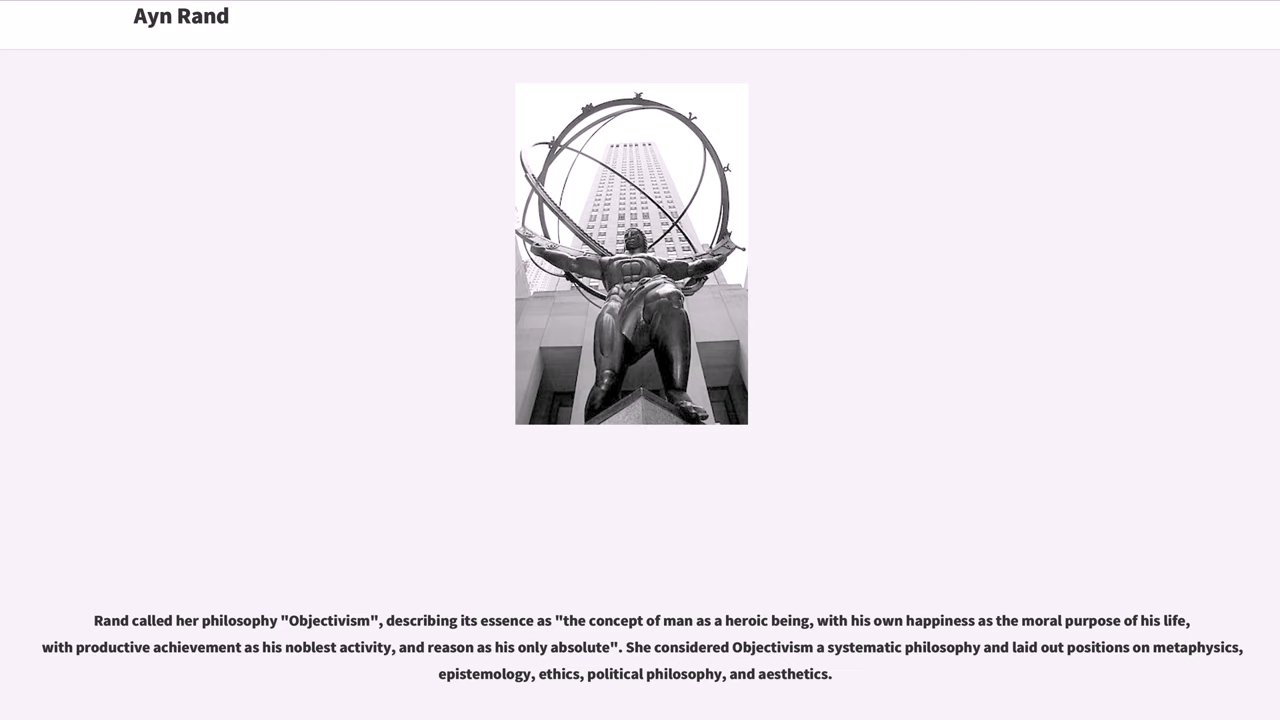 Ayn Rand
Rand called her philosophy "Objectivism", describing its essence as "the concept of man as a heroic being, with his own happiness as the moral purpose of his life,
with productive achievement as his noblest activity, and reason as his only absolute". She considered Objectivism a systematic philosophy and laid out positions on metaphysics,
epistemology, ethics, political philosophy, and aesthetics.